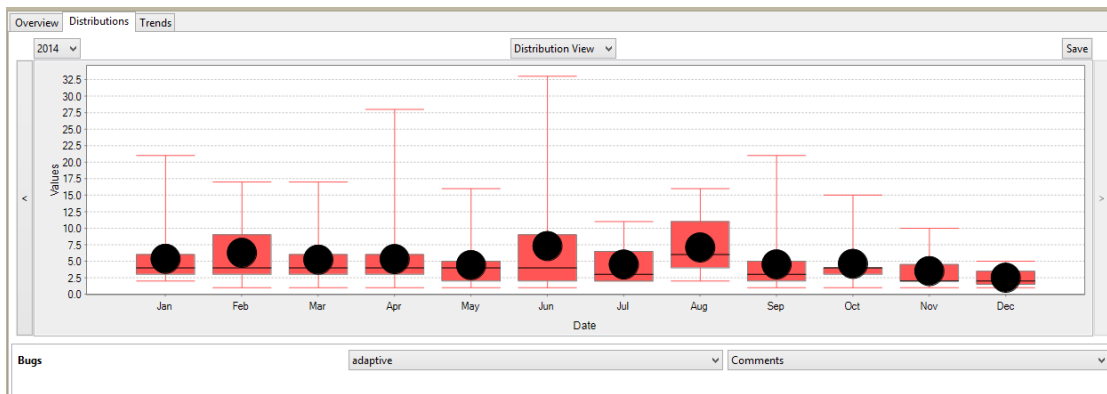 Overview Distributions Trends
2014 Distribution View Save
32.5
30.0
27.5
25.0
22.5
20.0
17.5
15.0
12.5
10.0
7.5
5.0
2.5
0.0
Values
< >
Jan Feb Mar Apr May Jun Jul Aug Sep Oct Nov Dec
Date
Bugs adaptive Comments